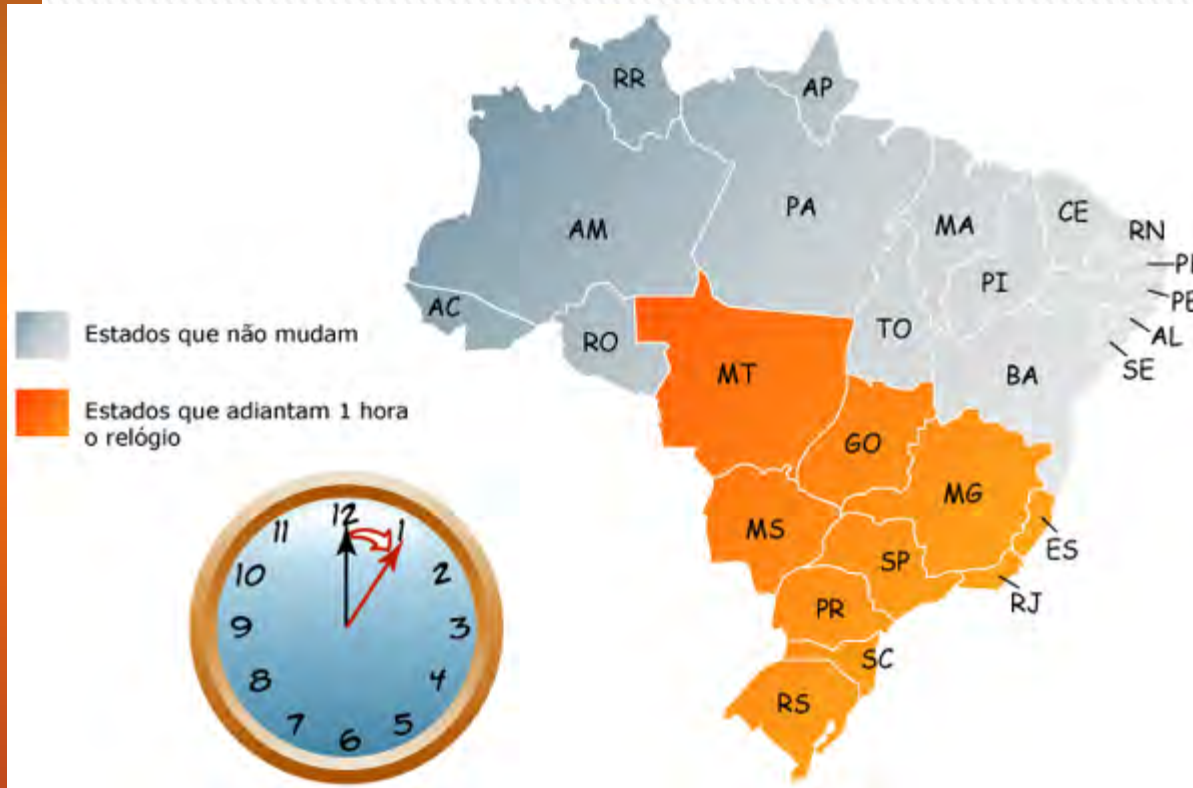 RR
AP
AM
PA
MA
CE
RN
PI
PE
AC
RO
TO
AL
SE
BA
MT
GO
MG
MS
ES
SP
RJ
PR
SC
RS
Estados que não mudam
Estados que adiantam 1 hora
o relógio
12
1
2
3
4
5
6
7
8
9
10
11